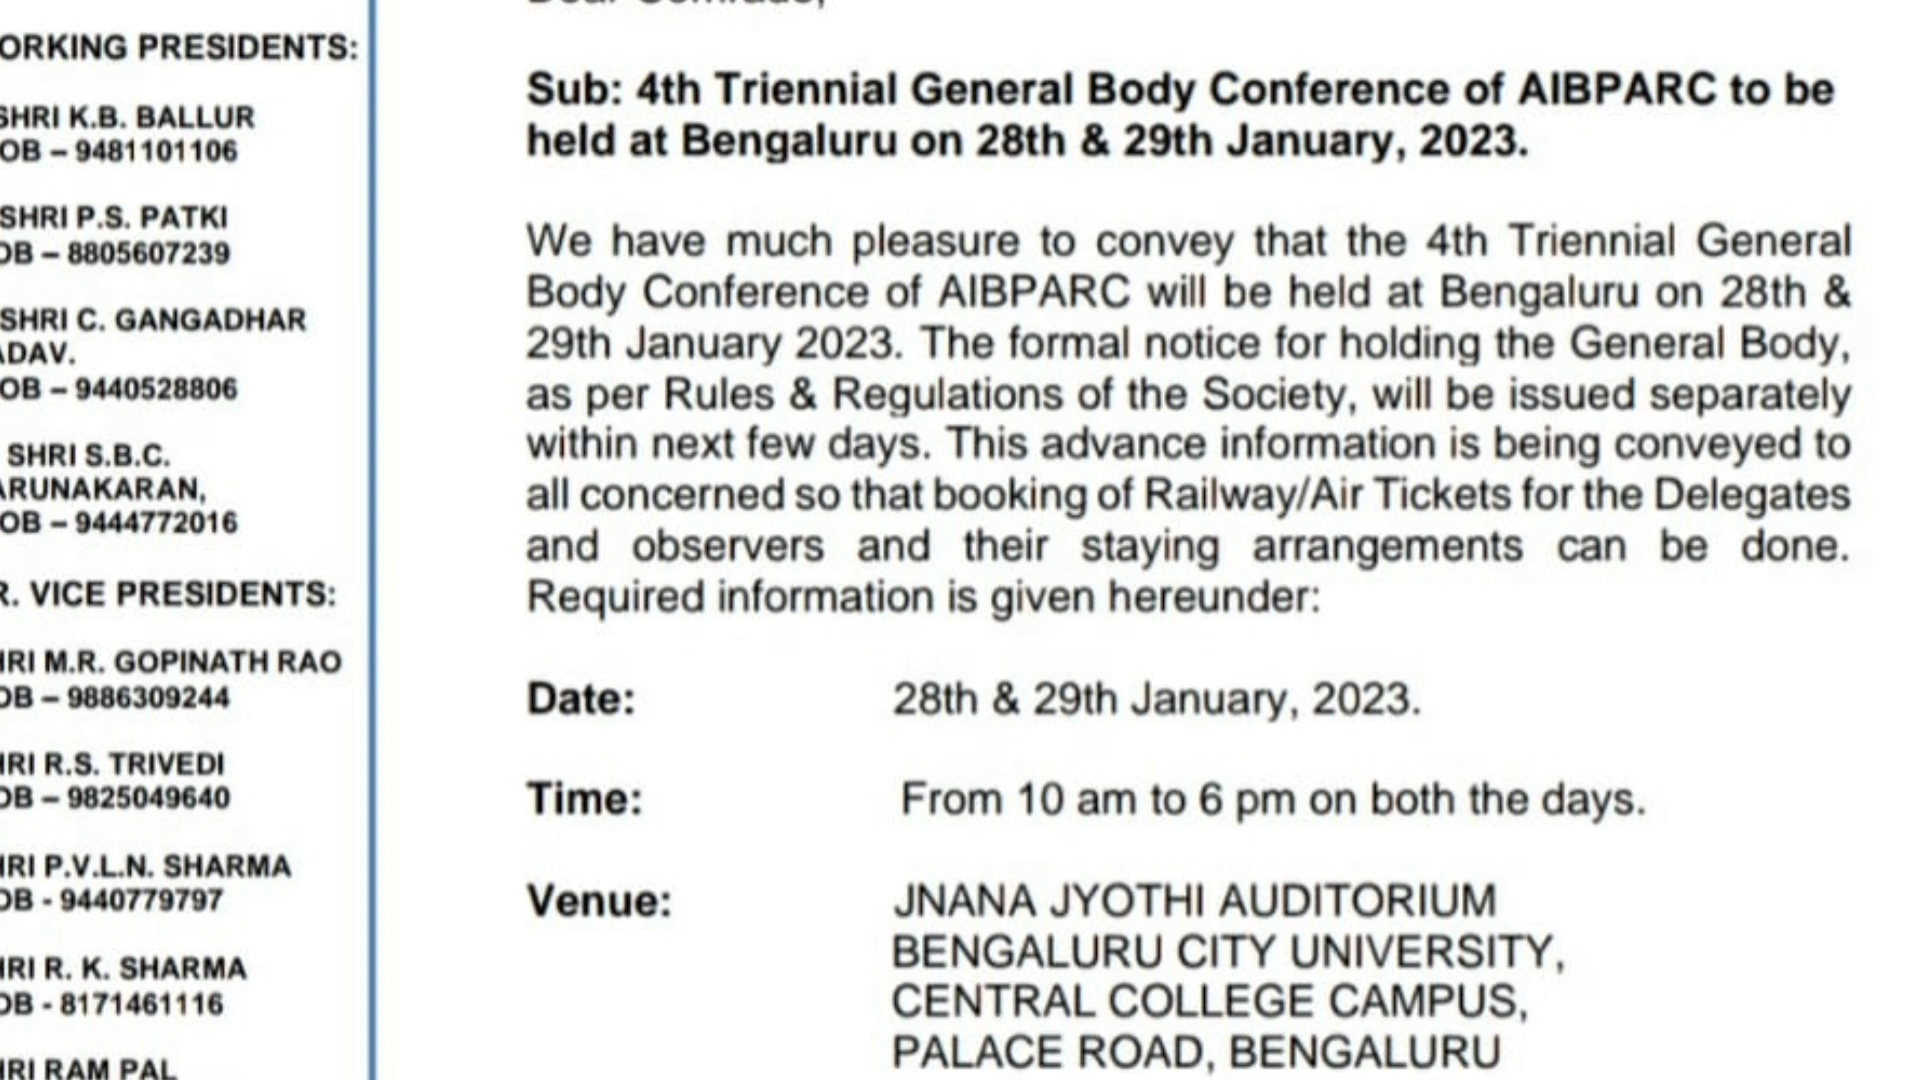 ORKING PRESIDENTS:
SHRI K.B. BALLUR
OB – 9481101106
SHRI P.S. PATKI
OB – 8805607239
SHRI C. GANGADHAR
ADAV.
OB – 9440528806
SHRI S.B.C.
ARUNAKARAN,
OB – 9444772016
R. VICE PRESIDENTS:
HRI M.R. GOPINATH RAO
OB – 9886309244
HRI R.S. TRIVEDI
OB – 9825049640
HRI P.V.L.N. SHARMA
OB - 9440779797
HRI R. K. SHARMA
OB - 8171461116
HRI RAM PAL
Dear Comrade,
Sub: 4th Triennial General Body Conference of AIBPARC to be
held at Bengaluru on 28th & 29th January, 2023.
We have much pleasure to convey that the 4th Triennial General
Body Conference of AIBPARC will be held at Bengaluru on 28th &
29th January 2023. The formal notice for holding the General Body,
as per Rules & Regulations of the Society, will be issued separately
within next few days. This advance information is being conveyed to
all concerned so that booking of Railway/Air Tickets for the Delegates
and observers and their staying arrangements can be done.
Required information is given hereunder:
Date: 28th & 29th January, 2023.
Time: From 10 am to 6 pm on both the days.
Venue: JNANA JYOTHI AUDITORIUM
BENGALURU CITY UNIVERSITY,
CENTRAL COLLEGE CAMPUS,
PALACE ROAD, BENGALURU